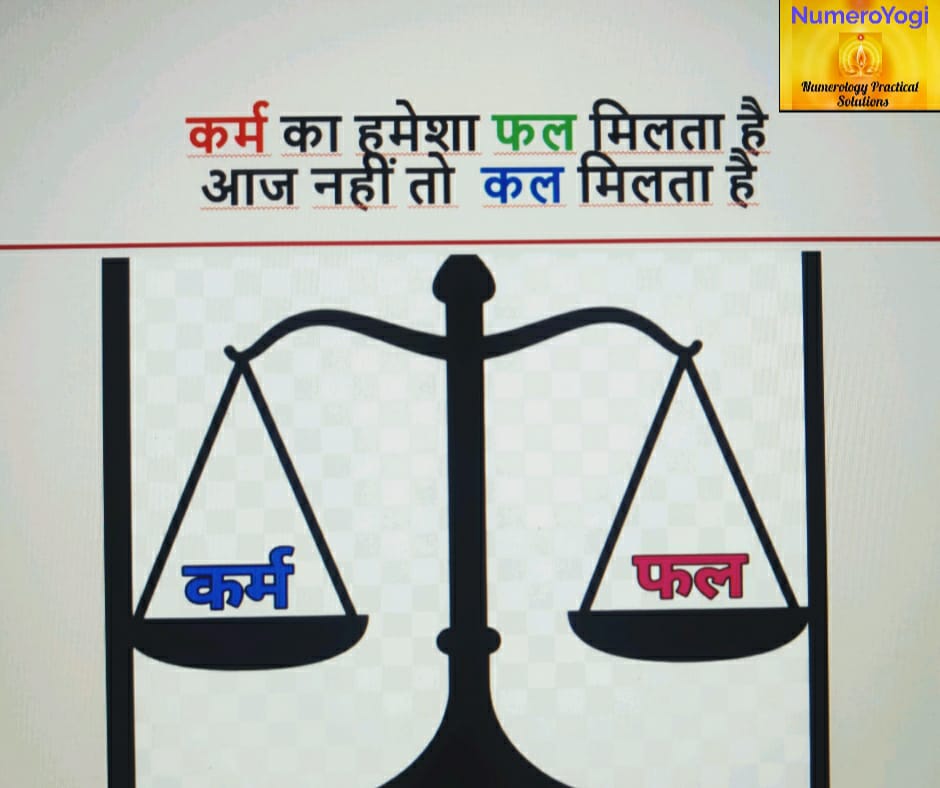 NumeroYogi
Numerology Practical
Solutions
कर्म का हमेशा फल मिलता है
आज नहीं तो कल मिलता है
कर्म
फल